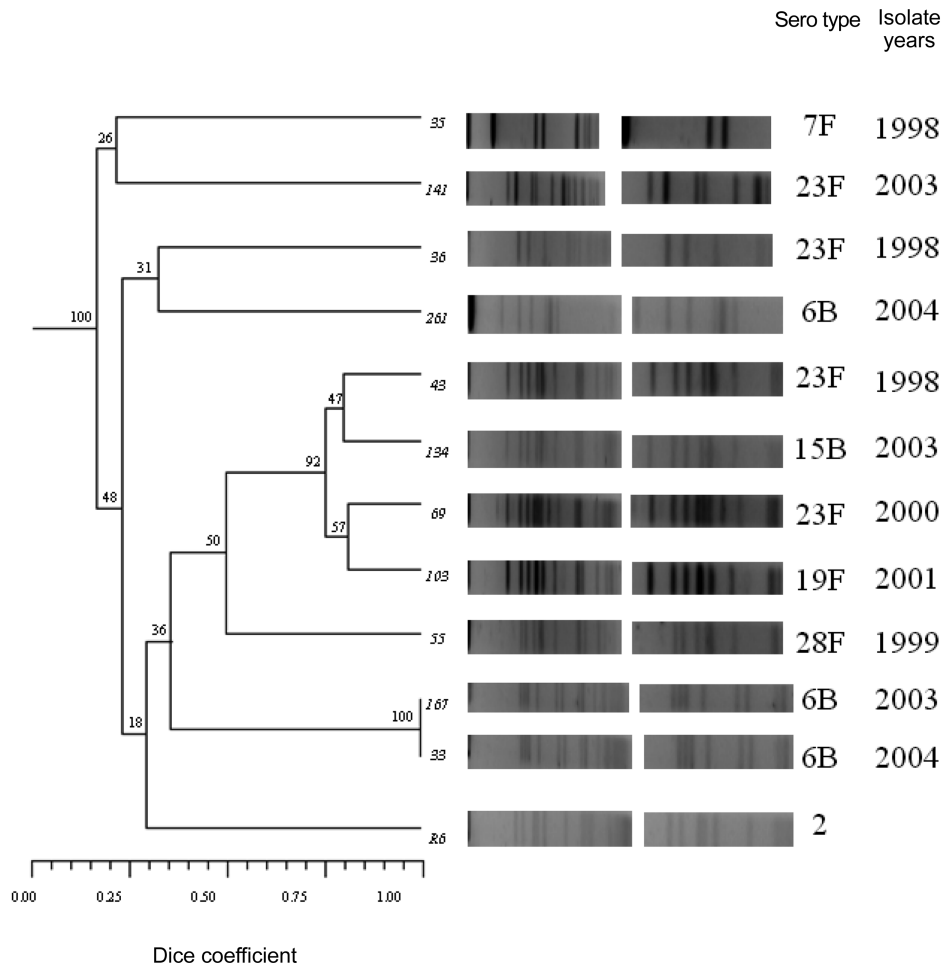 Sero type Isolate years
26 35 7F 1998
141 23F 2003
31 36 23F 1998
100 261 6B 2004
43 23F 1998
47 134 15B 2003
92
48 69 23F 2000
50 57 103 19F 2001
36 55 28F 1999
167 6B 2003
18 100
33 6B 2004
R6 2
0.00 0.25 0.50 0.75 1.00
Dice coefficient